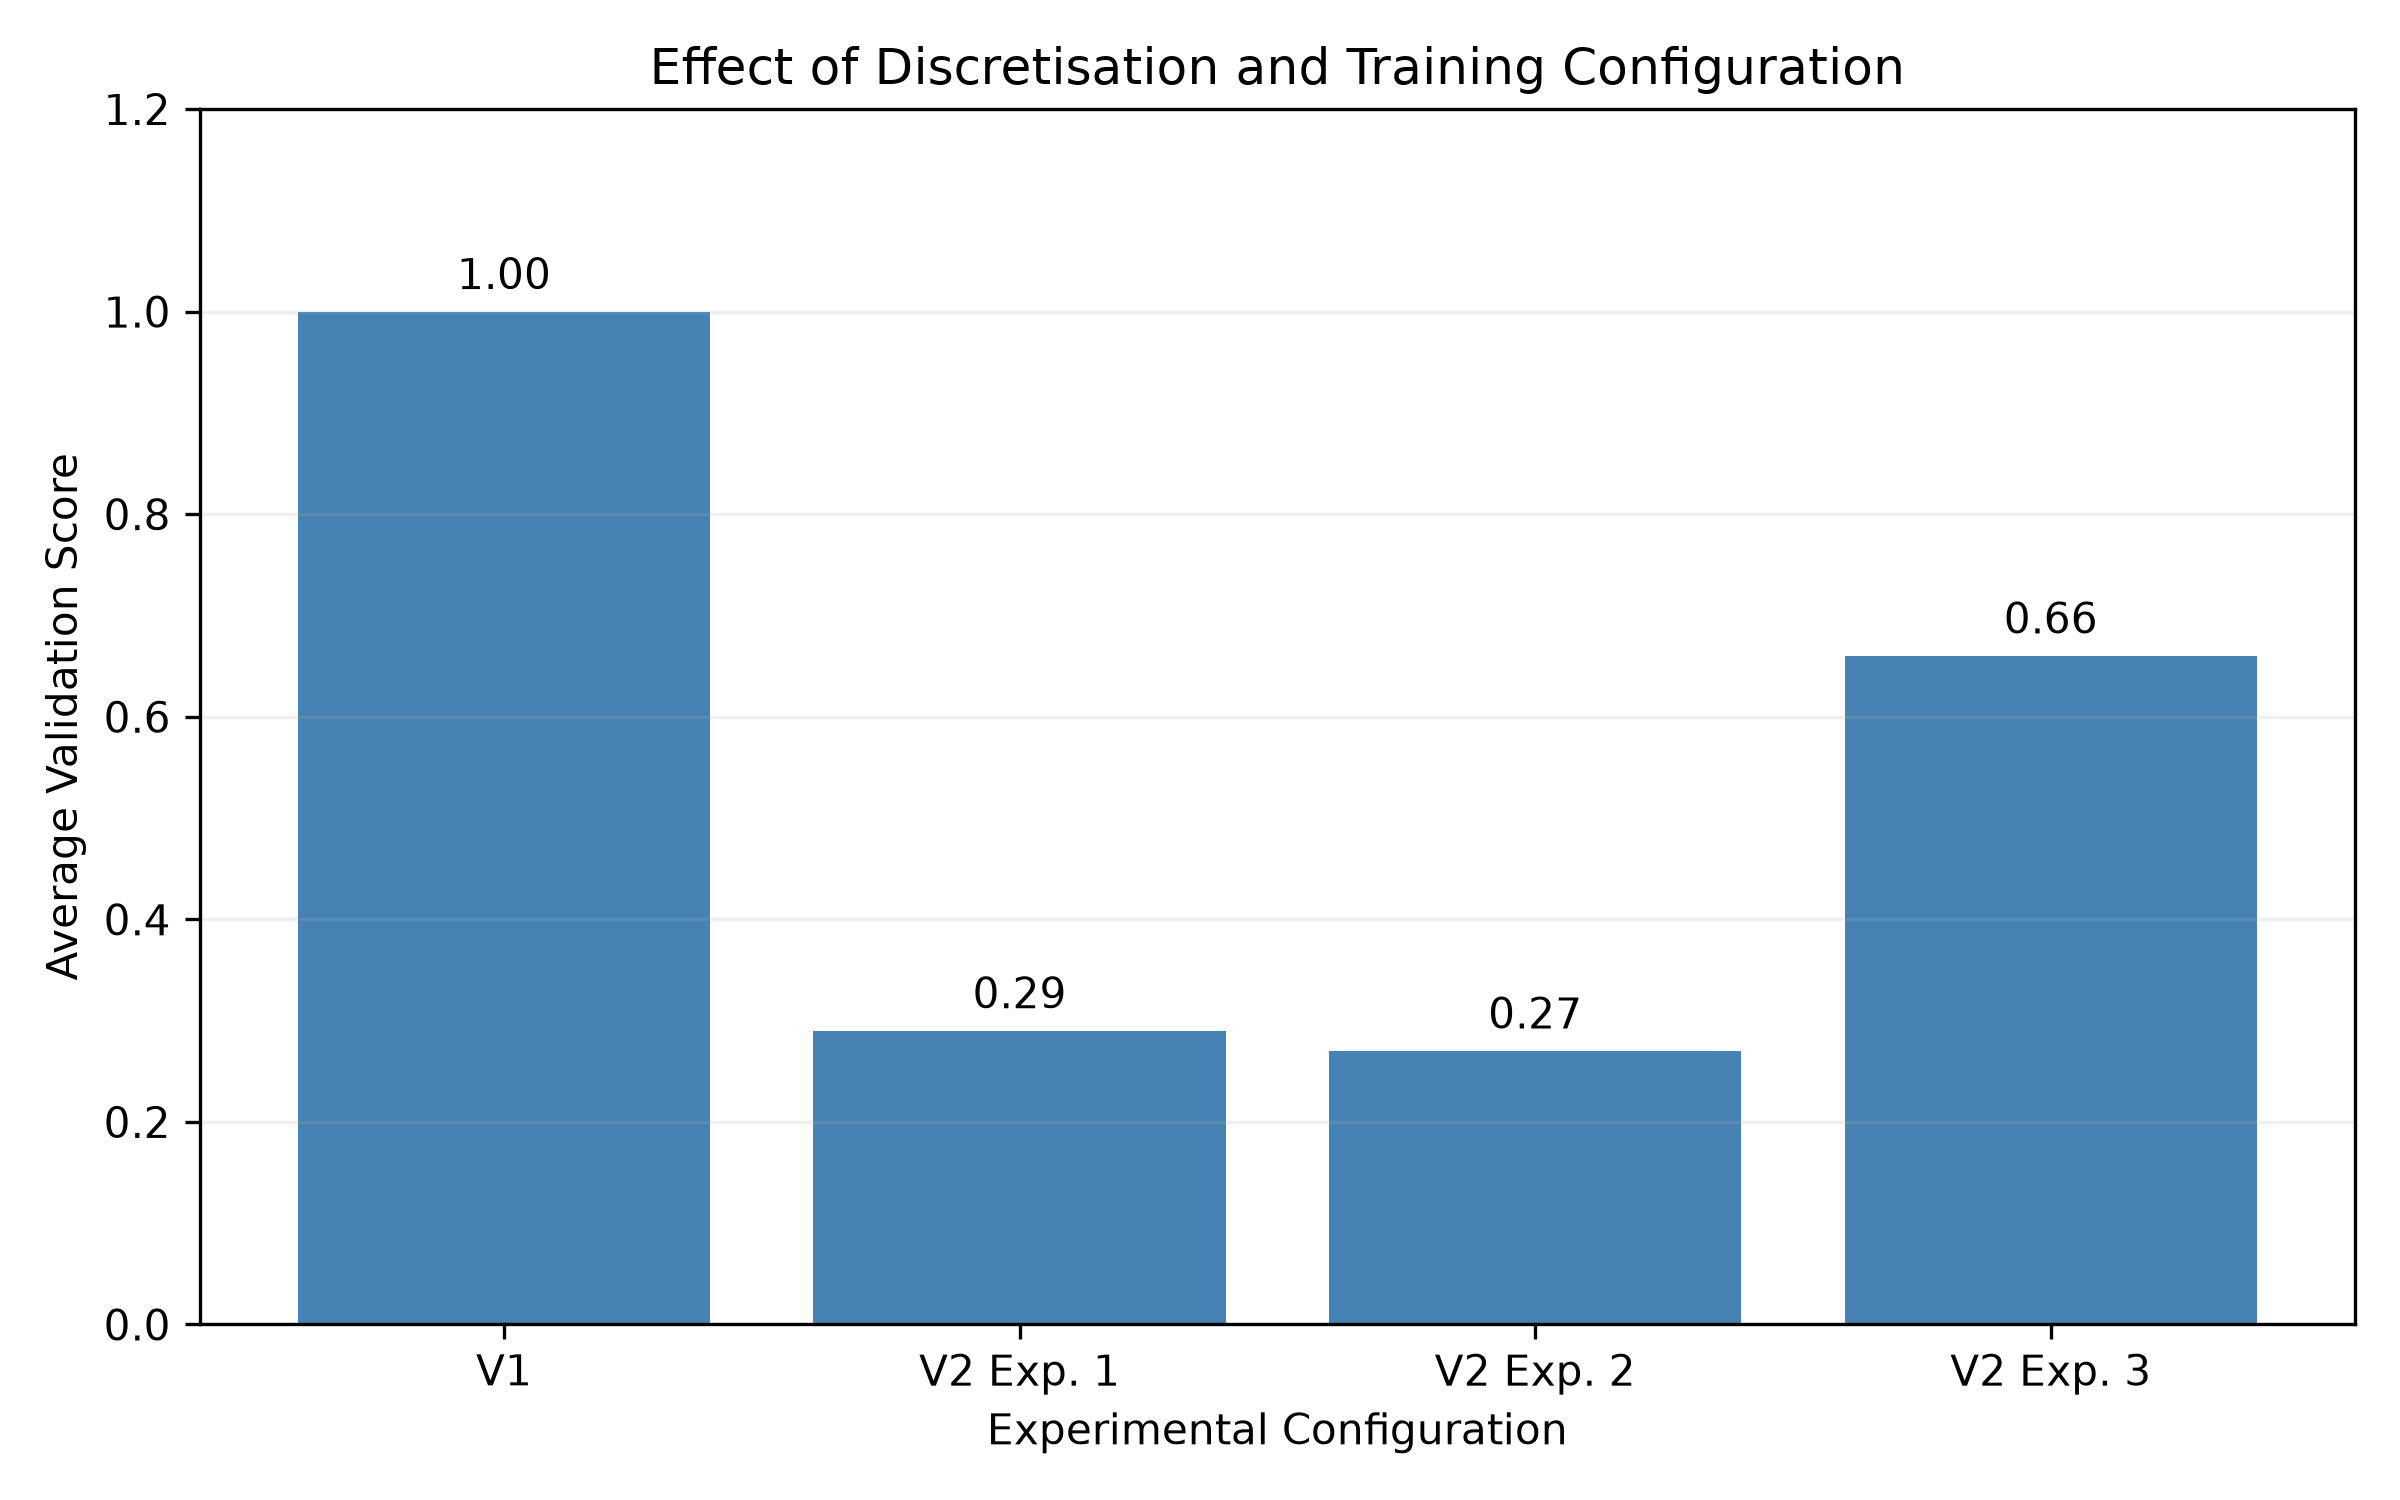 Effect of Discretisation and Training Configuration
1.2
1.0
0.8
0.6
0.4
0.2
0.0
Average Validation Score
1.00
0.29
0.27
0.66
V1
V2 Exp. 1
V2 Exp. 2
V2 Exp. 3
Experimental Configuration